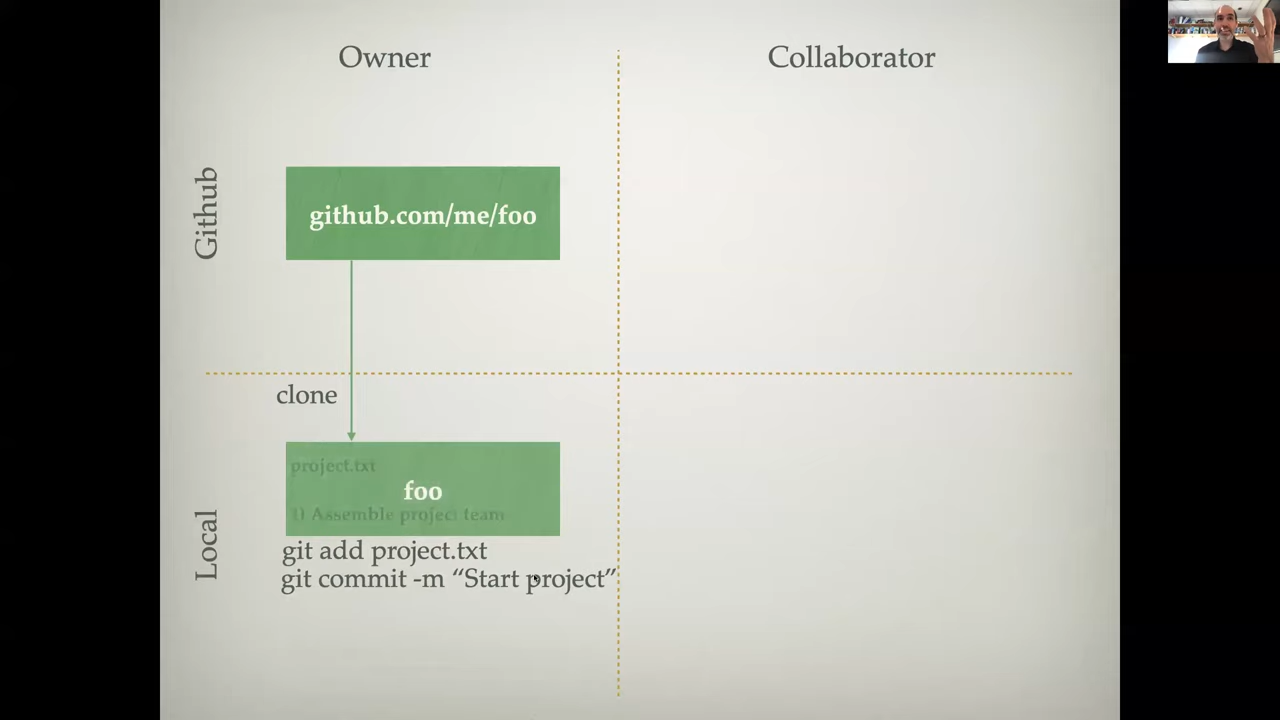 Owner
Collaborator
Github
github.com/me/foo
clone
project.txt
foo
1) Assemble project team
Local
git add project.txt
git commit -m “Start project”